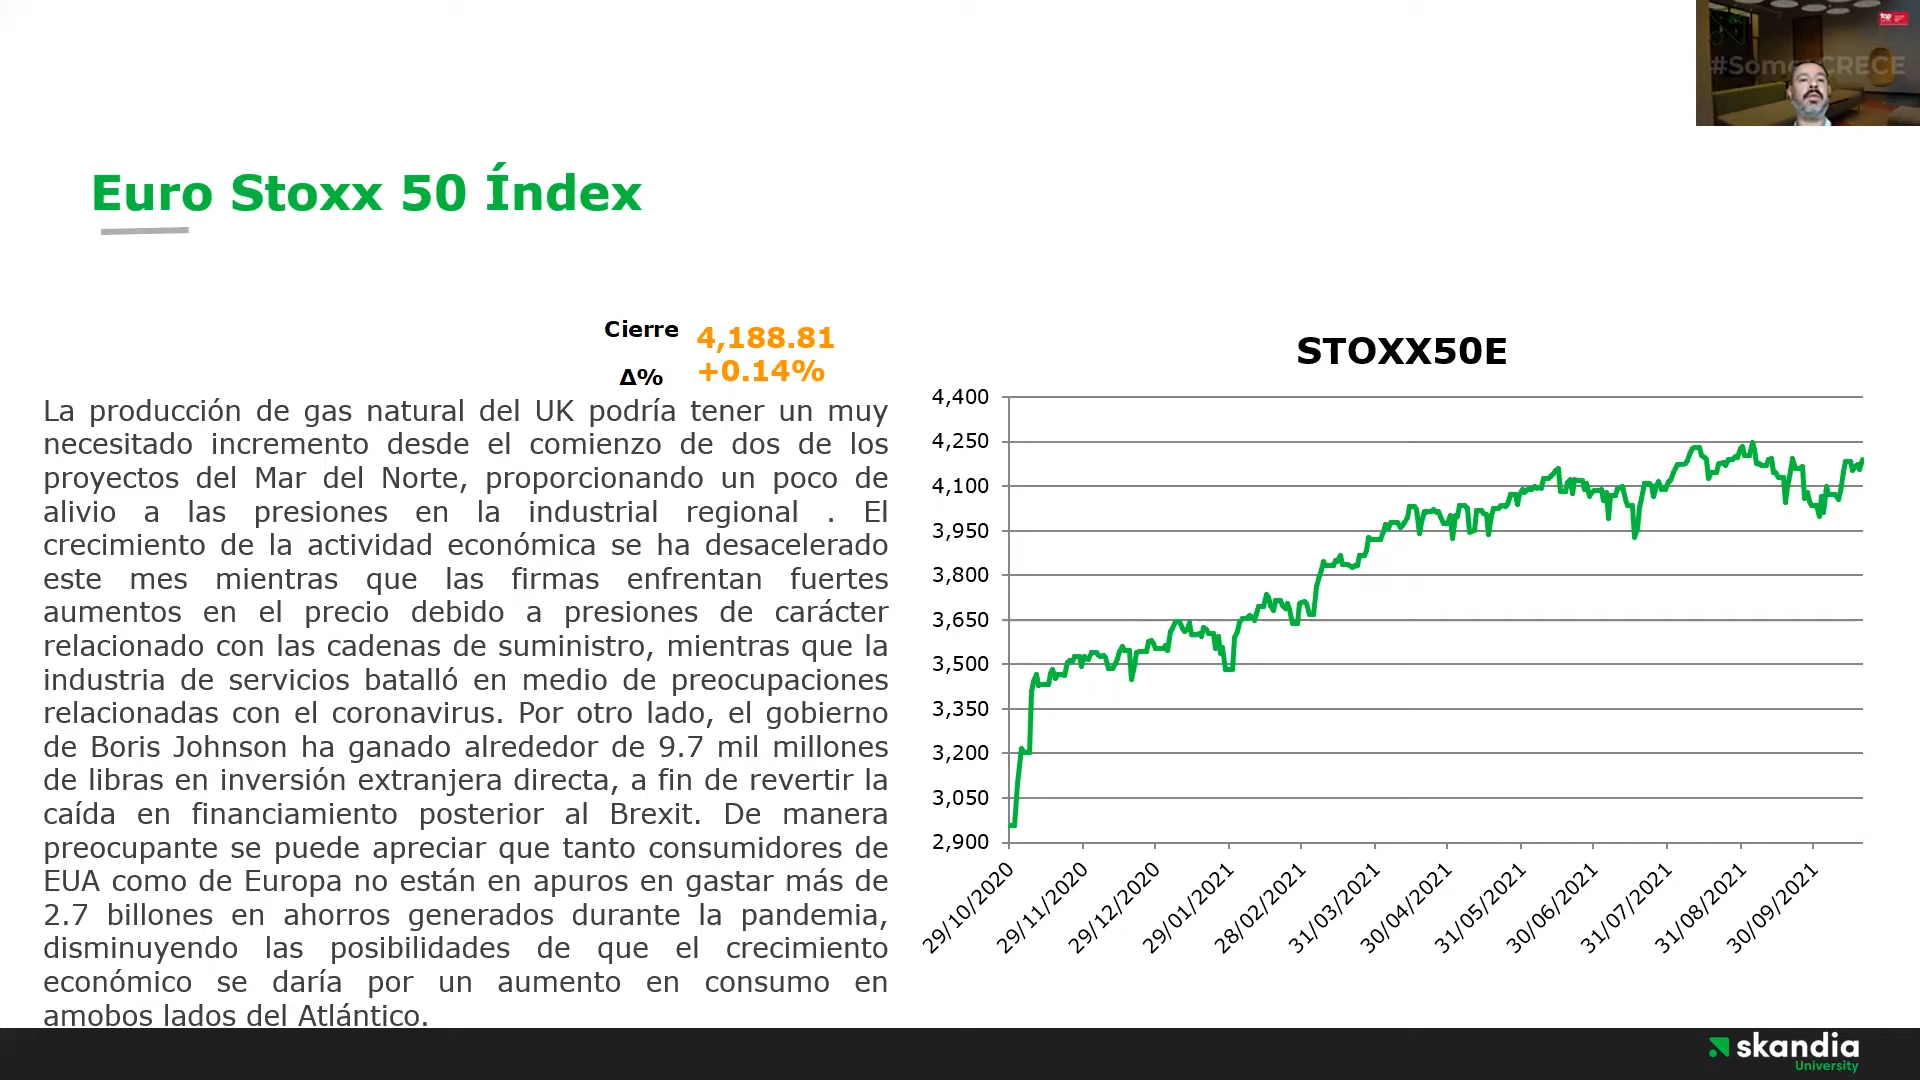 #Somos CRECE
Euro Stoxx 50 Índex
Cierre 4,188.81
Δ% +0.14%
La producción de gas natural del UK podría tener un muy
necesitado incremento desde el comienzo de dos de los
proyectos del Mar del Norte, proporcionando un poco de
alivio a las presiones en la industrial regional . El
crecimiento de la actividad económica se ha desacelerado
este mes mientras que las firmas enfrentan fuertes
aumentos en el precio debido a presiones de carácter
relacionado con las cadenas de suministro, mientras que la
industria de servicios batalló en medio de preocupaciones
relacionadas con el coronavirus. Por otro lado, el gobierno
de Boris Johnson ha ganado alrededor de 9.7 mil millones
de libras en inversión extranjera directa, a fin de revertir la
caída en financiamiento posterior al Brexit. De manera
preocupante se puede apreciar que tanto consumidores de
EUA como de Europa no están en apuros en gastar más de
2.7 billones en ahorros generados durante la pandemia,
disminuyendo las posibilidades de que el crecimiento
económico se daría por un aumento en consumo en
amobos lados del Atlántico.
STOXX50E
4,400
4,250
4,100
3,950
3,800
3,650
3,500
3,350
3,200
3,050
2,900
29/10/2020
29/11/2020
29/12/2020
29/01/2021
28/02/2021
31/03/2021
30/04/2021
31/05/2021
30/06/2021
31/07/2021
31/08/2021
30/09/2021
skandia
University